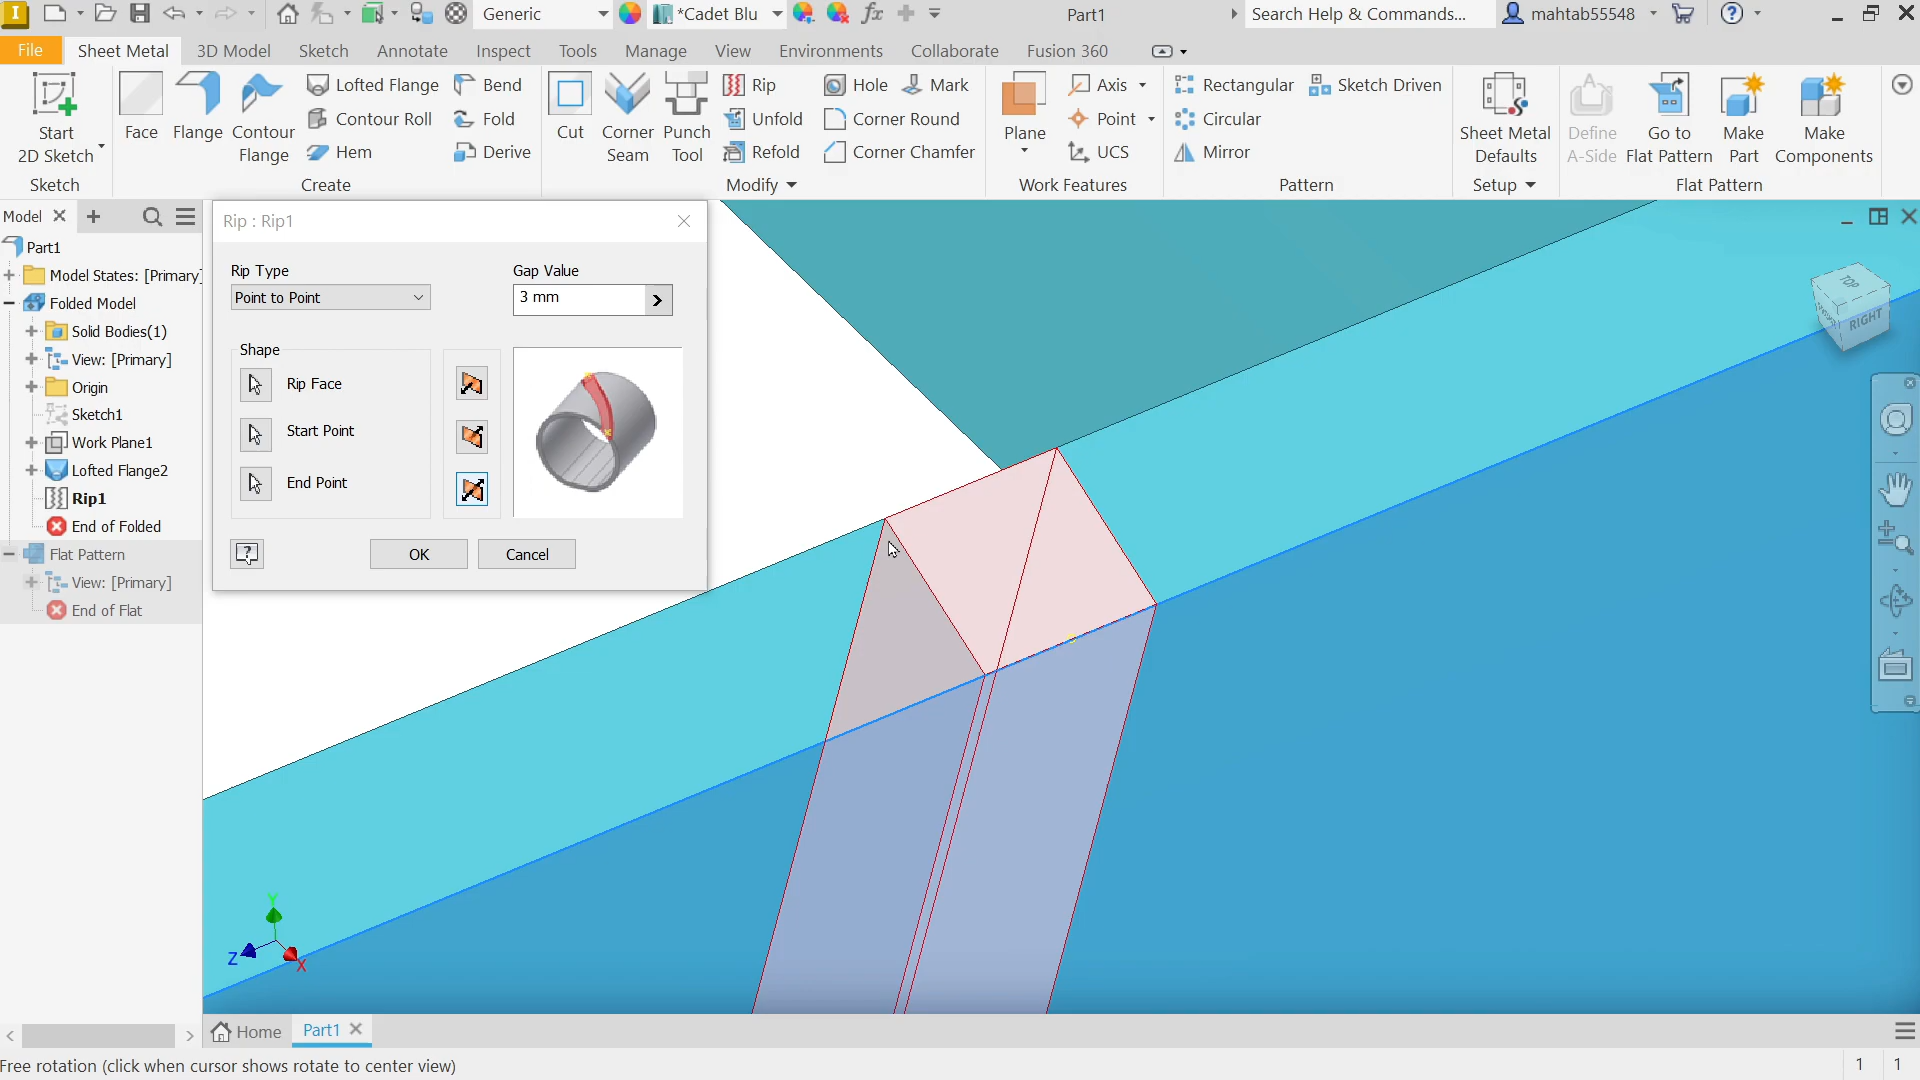 Generic
*Cadet Blu
fx
Part1
Search Help & Commands...
mahtab55548
File
Sheet Metal
3D Model
Sketch
Annotate
Inspect
Tools
Manage
View
Environments
Collaborate
Fusion 360
Start
2D Sketch
Face
Flange
Contour
Flange
Lofted Flange
Contour Roll
Hem
Bend
Fold
Derive
Cut
Corner
Seam
Punch
Tool
Rip
Unfold
Refold
Hole
Mark
Corner Round
Corner Chamfer
Plane
Axis
Point
UCS
Rectangular
Sketch Driven
Circular
Mirror
Sheet Metal
Defaults
Define
A-Side
Go to
Flat Pattern
Make
Part
Make
Components
Sketch
Create
Modify
Work Features
Pattern
Setup
Flat Pattern
Model
Part1
Model States: [Primary]
Folded Model
Solid Bodies(1)
View: [Primary]
Origin
Sketch1
Work Plane1
Lofted Flange2
Rip1
End of Folded
Flat Pattern
View: [Primary]
End of Flat
Rip : Rip1
Rip Type
Point to Point
Gap Value
3 mm
Shape
Rip Face
Start Point
End Point
OK
Cancel
TOP
RIGHT
Y
Z
X
Home
Part1
Free rotation (click when cursor shows rotate to center view)
1
1